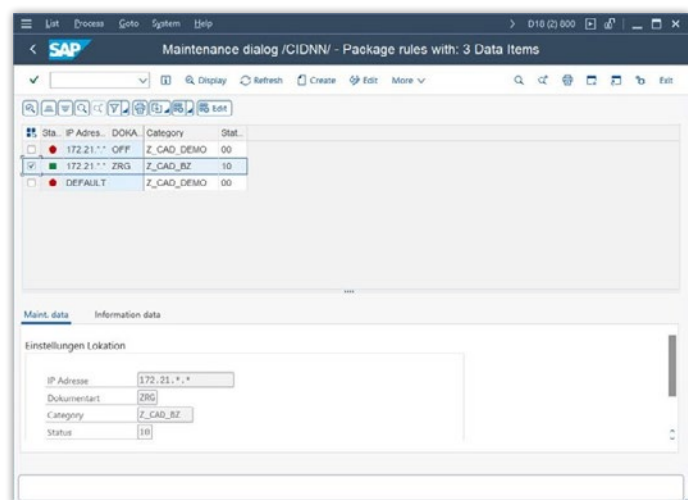 List Process Goto System Help D18 (2) 800
SAP Maintenance dialog /CIDNN/ - Package rules with: 3 Data Items
Display Refresh Create Edit More Exit
Edit
Sta.. IP Adres.. DOKA.. Category Stat..
172.21.*.* OFF Z_CAD_DEMO 00
172.21.*.* ZRG Z_CAD_BZ 10
DEFAULT Z_CAD_DEMO 00
Maint. data Information data
Einstellungen Lokation
IP Adresse 172.21.*.*
Dokumentart ZRG
Category Z_CAD_BZ
Status 10